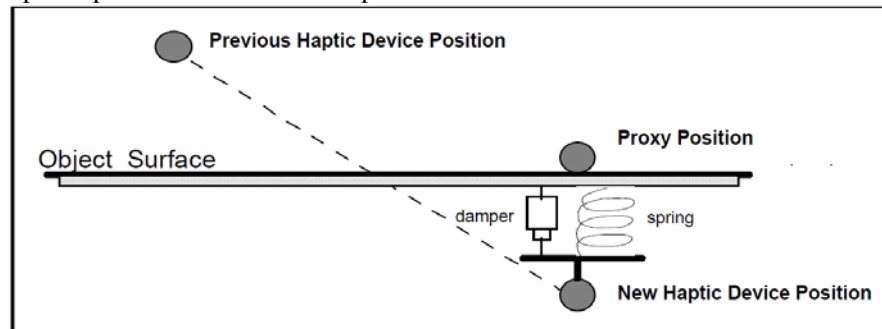 Previous Haptic Device Position
Proxy Position
Object Surface
damper
spring
New Haptic Device Position